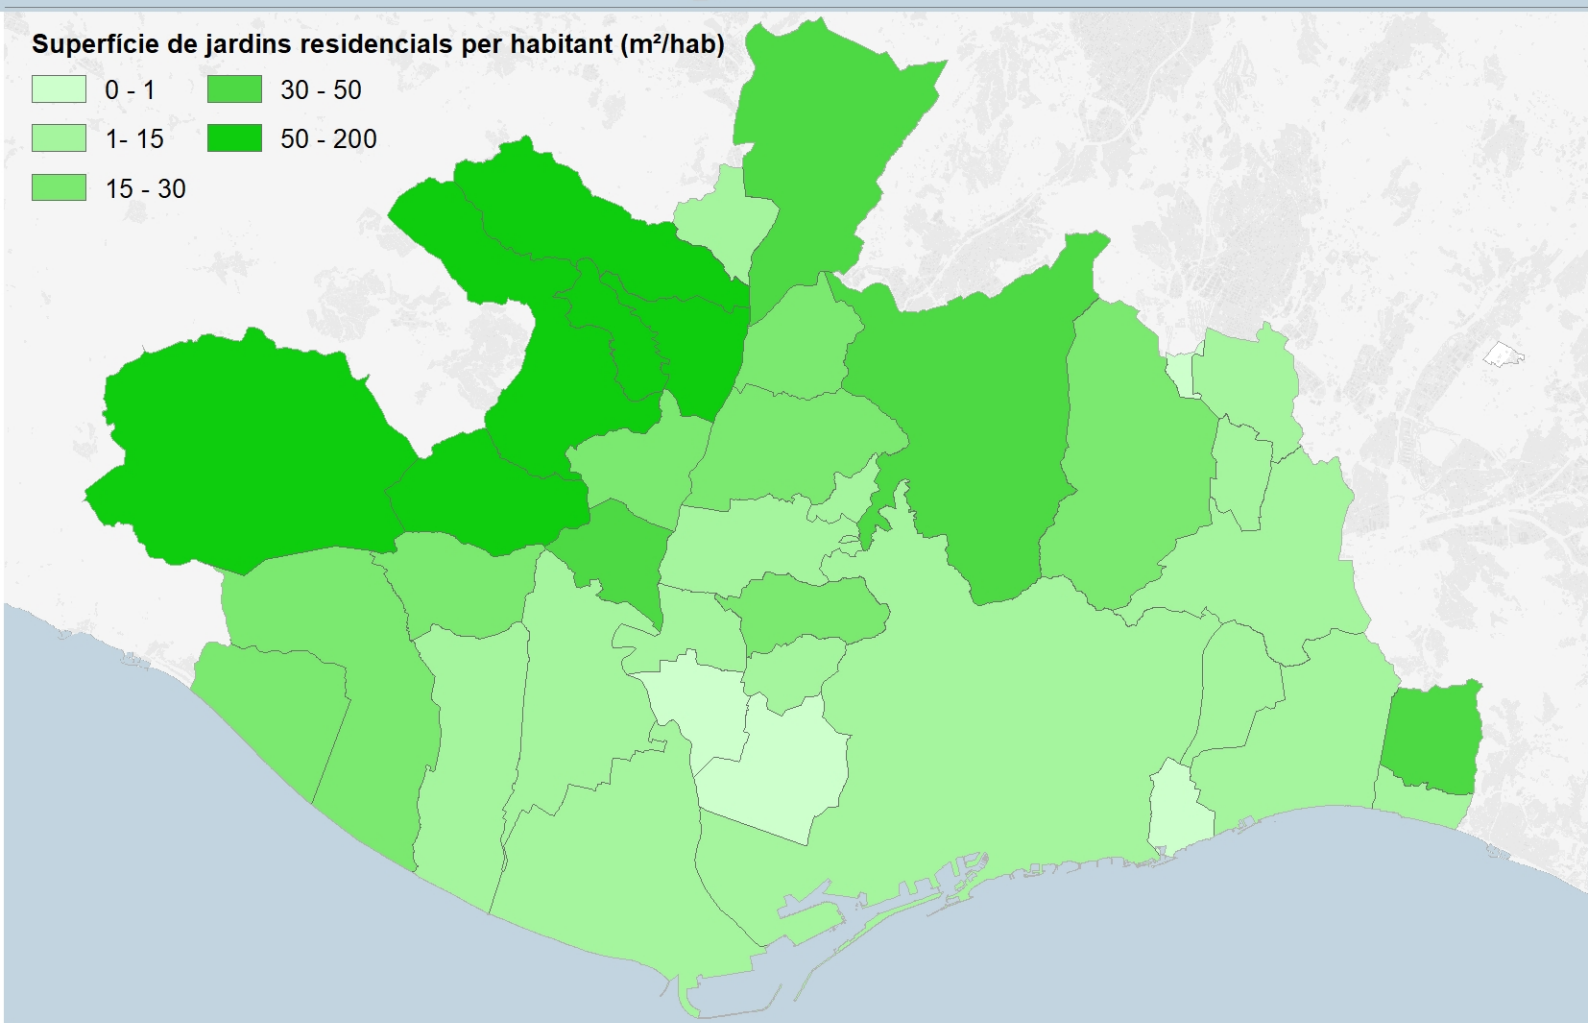 Superfície de jardins residencials per habitant (m²/hab)
0 - 1
30 - 50
1- 15
50 - 200
15 - 30